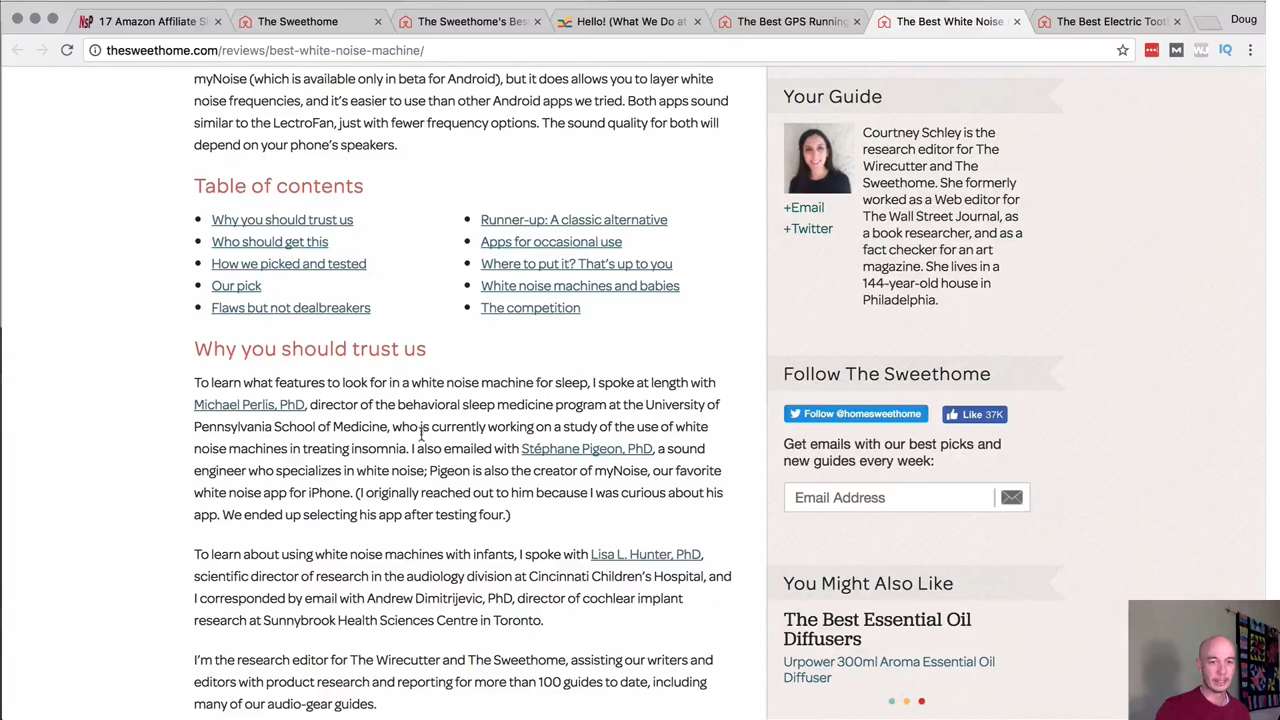 17 Amazon Affiliate Si
The Sweethome
The Sweethome's Bes
Hello! (What We Do at
The Best GPS Running
The Best White Noise
The Best Electric Toot
Doug
thesweethome.com/reviews/best-white-noise-machine/
myNoise (which is available only in beta for Android), but it does allows you to layer white
noise frequencies, and it's easier to use than other Android apps we tried. Both apps sound
similar to the LectroFan, just with fewer frequency options. The sound quality for both will
depend on your phone's speakers.
Table of contents
Why you should trust us
Who should get this
How we picked and tested
Our pick
Flaws but not dealbreakers
Runner-up: A classic alternative
Apps for occasional use
Where to put it? That's up to you
White noise machines and babies
The competition
Why you should trust us
To learn what features to look for in a white noise machine for sleep, I spoke at length with
Michael Perlis, PhD, director of the behavioral sleep medicine program at the University of
Pennsylvania School of Medicine, who is currently working on a study of the use of white
noise machines in treating insomnia. I also emailed with Stéphane Pigeon, PhD, a sound
engineer who specializes in white noise; Pigeon is also the creator of myNoise, our favorite
white noise app for iPhone. (I originally reached out to him because I was curious about his
app. We ended up selecting his app after testing four.)
To learn about using white noise machines with infants, I spoke with Lisa L. Hunter, PhD,
scientific director of research in the audiology division at Cincinnati Children's Hospital, and
I corresponded by email with Andrew Dimitrijevic, PhD, director of cochlear implant
research at Sunnybrook Health Sciences Centre in Toronto.
I'm the research editor for The Wirecutter and The Sweethome, assisting our writers and
editors with product research and reporting for more than 100 guides to date, including
many of our audio-gear guides.
Your Guide
Courtney Schley is the
research editor for The
Wirecutter and The
Sweethome. She formerly
worked as a Web editor for
The Wall Street Journal, as
a book researcher, and as a
fact checker for an art
magazine. She lives in a
144-year-old house in
Philadelphia.
+Email
+Twitter
Follow The Sweethome
Follow @homesweethome
Like 37K
Get emails with our best picks and
new guides every week:
Email Address
You Might Also Like
The Best Essential Oil
Diffusers
Urpower 300ml Aroma Essential Oil
Diffuser